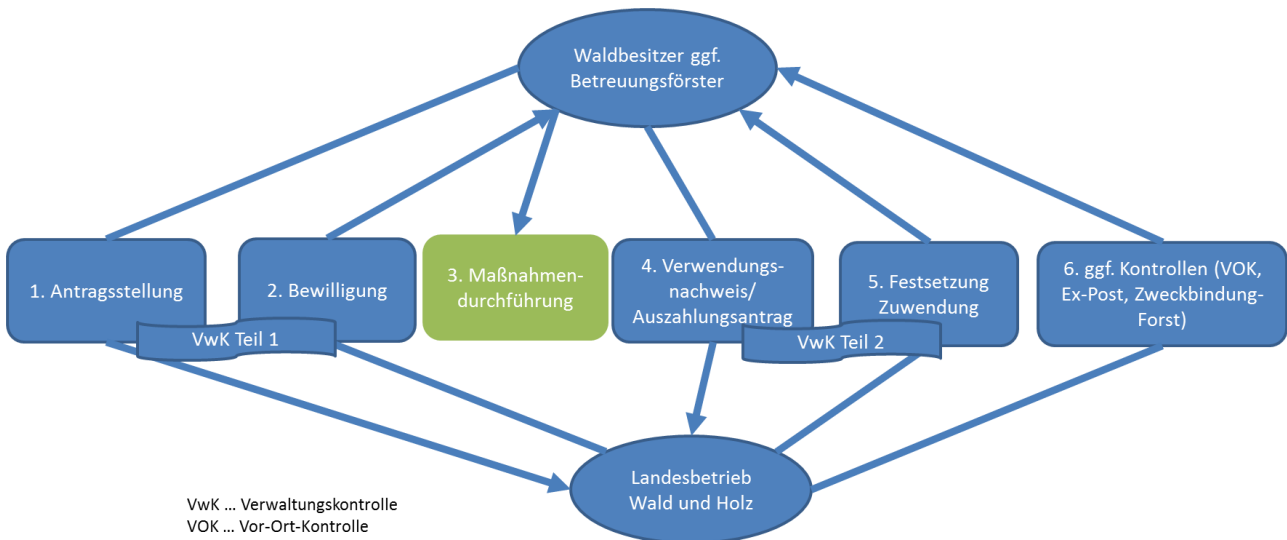 Waldbesitzer ggf.
Betreuungsförster
1. Antragsstellung
2. Bewilligung
3. Maßnahmen-
durchführung
4. Verwendungs-
nachweis/
Auszahlungsantrag
5. Festsetzung
Zuwendung
6. ggf. Kontrollen (VOK,
Ex-Post, Zweckbindung-
Forst)
VwK Teil 1
VwK Teil 2
Landesbetrieb
Wald und Holz
VwK ... Verwaltungskontrolle
VOK ... Vor-Ort-Kontrolle